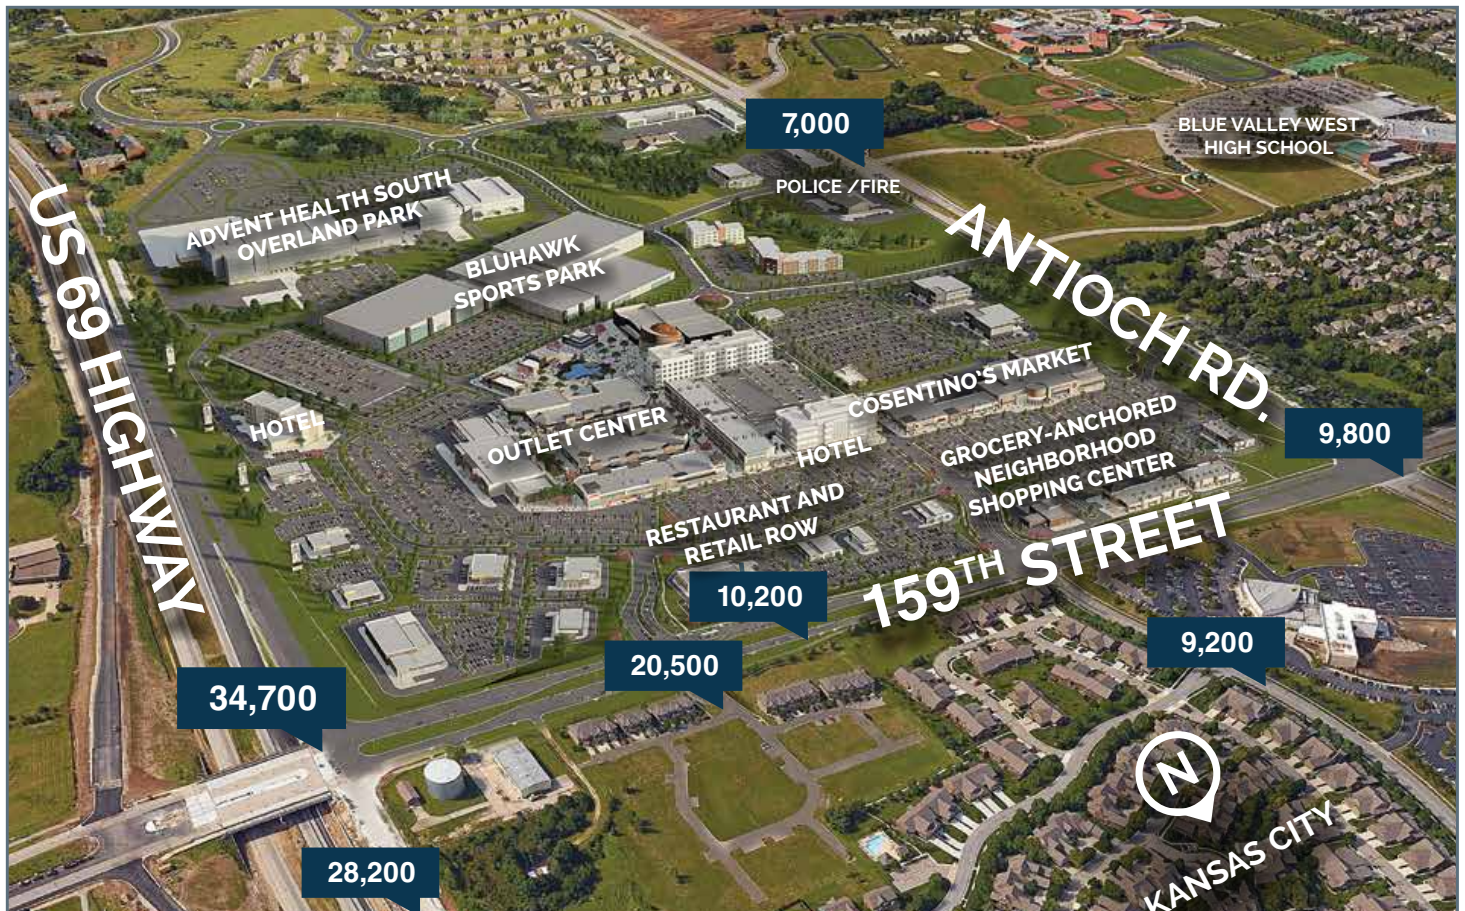 7,000
BLUE VALLEY WEST
HIGH SCHOOL
POLICE /FIRE
ADVENT HEALTH SOUTH
OVERLAND PARK
US 69 HIGHWAY
BLUHAWK
SPORTS PARK
ANTIOCH RD.
COSENTINO'S MARKET
HOTEL
OUTLET CENTER
HOTEL
GROCERY-ANCHORED
NEIGHBORHOOD
SHOPPING CENTER
9,800
RESTAURANT AND
RETAIL ROW
159TH STREET
10,200
20,500
9,200
34,700
28,200
N
KANSAS CITY